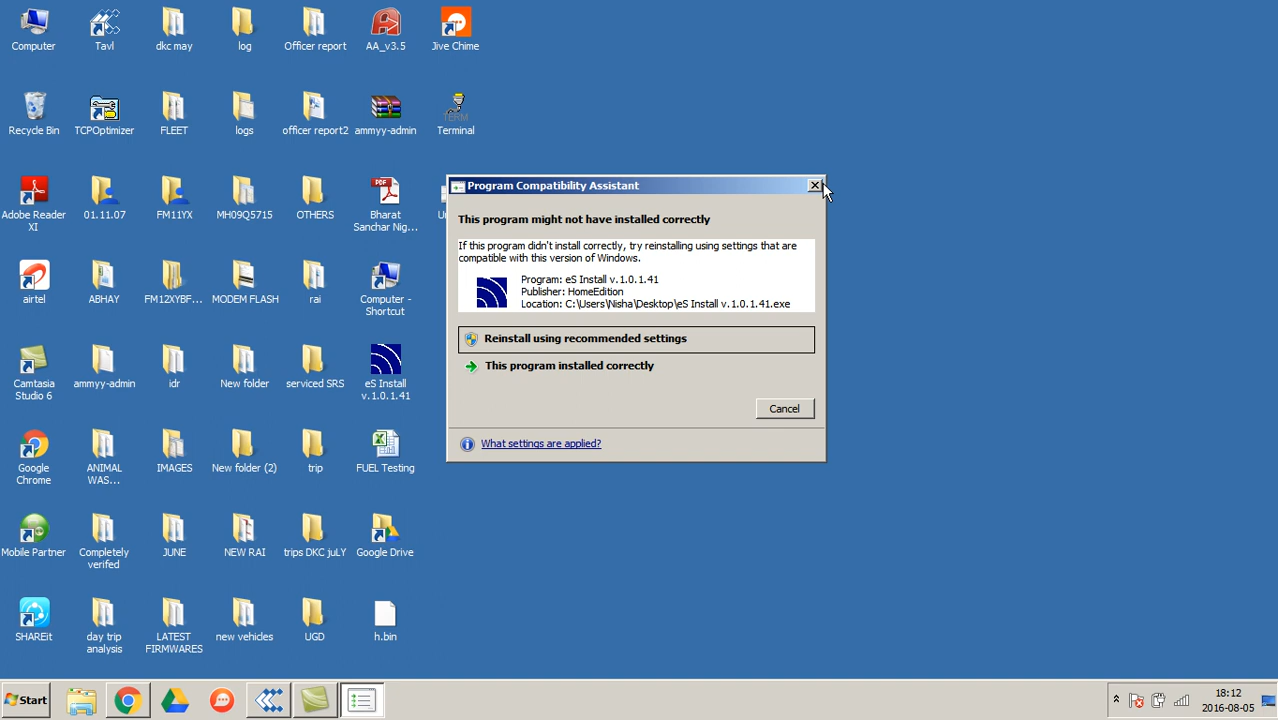 Computer
Tavl
dkc may
log
Officer report
AA_v3.5
Jive Chime
Recycle Bin
TCPOptimizer
FLEET
logs
officer report2
ammyy-admin
TERM
Terminal
Adobe Reader
XI
01.11.07
FM11YX
MH09Q5715
OTHERS
PDF
Bharat
Sanchar Nig...
airtel
ABHAY
FM12XYBF...
MODEM FLASH
rai
Computer -
Shortcut
Camtasia
Studio 6
ammyy-admin
idr
New folder
serviced SRS
eS Install
v.1.0.1.41
Google
Chrome
ANIMAL
WAS...
IMAGES
New folder (2)
trip
FUEL Testing
Mobile Partner
Completely
verifed
JUNE
NEW RAI
trips DKC juLY
Google Drive
SHAREit
day trip
analysis
LATEST
FIRMWARES
new vehicles
UGD
h.bin
Program Compatibility Assistant
This program might not have installed correctly
If this program didn't install correctly, try reinstalling using settings that are
compatible with this version of Windows.
Program: eS Install v.1.0.1.41
Publisher: HomeEdition
Location: C:\Users\Nisha\Desktop\eS Install v.1.0.1.41.exe
Reinstall using recommended settings
This program installed correctly
Cancel
What settings are applied?
Start
18:12
2016-08-05